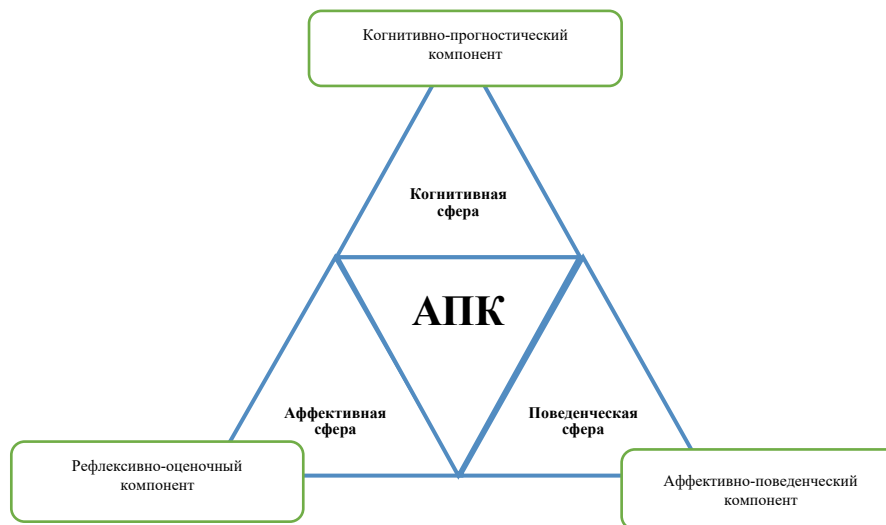 Когнитивно-прогностический
компонент
Когнитивная
сфера
АПК
Аффективная
сфера
Поведенческая
сфера
Рефлексивно-оценочный
компонент
Аффективно-поведенческий
компонент